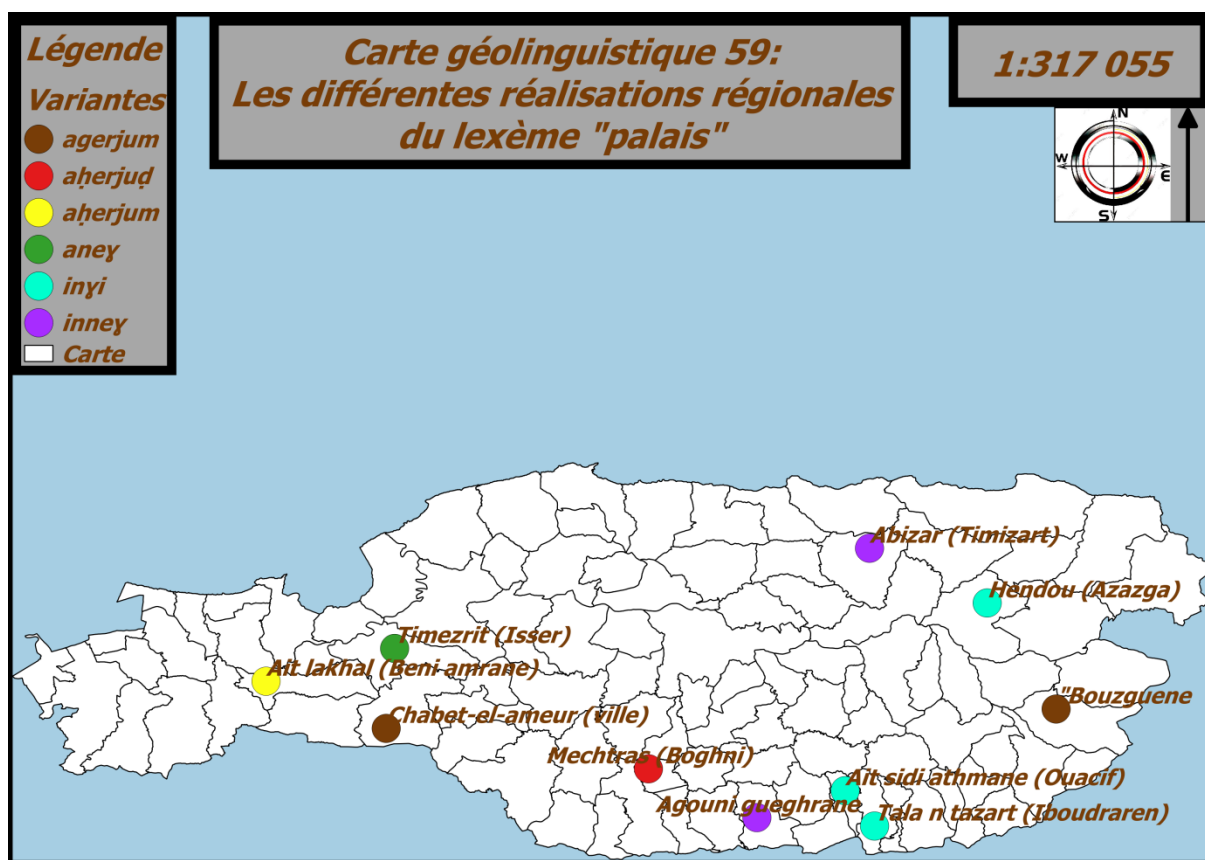 Légende
Variantes
agerjum
aḥerjuḍ
aḥerjum
aneɣ
inɣi
inneɣ
Carte
Carte géolinguistique 59:
Les différentes réalisations régionales
du lexème "palais"
1:317 055
N
W
E
S
Abizar (Timizart)
Hendou (Azazga)
Timezrit (Isser)
Ait lakhal (Beni amrane)
"Bouzguene
Chabet-el-ameur (ville)
Mechtras (Boghni)
Ait sidi athmane (Ouacif)
Agouni gueghrane
Tala n tazart (Iboudraren)